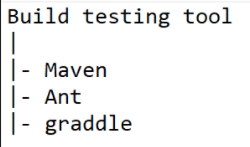 Build testing tool
|
|- Maven
|- Ant
|- graddle